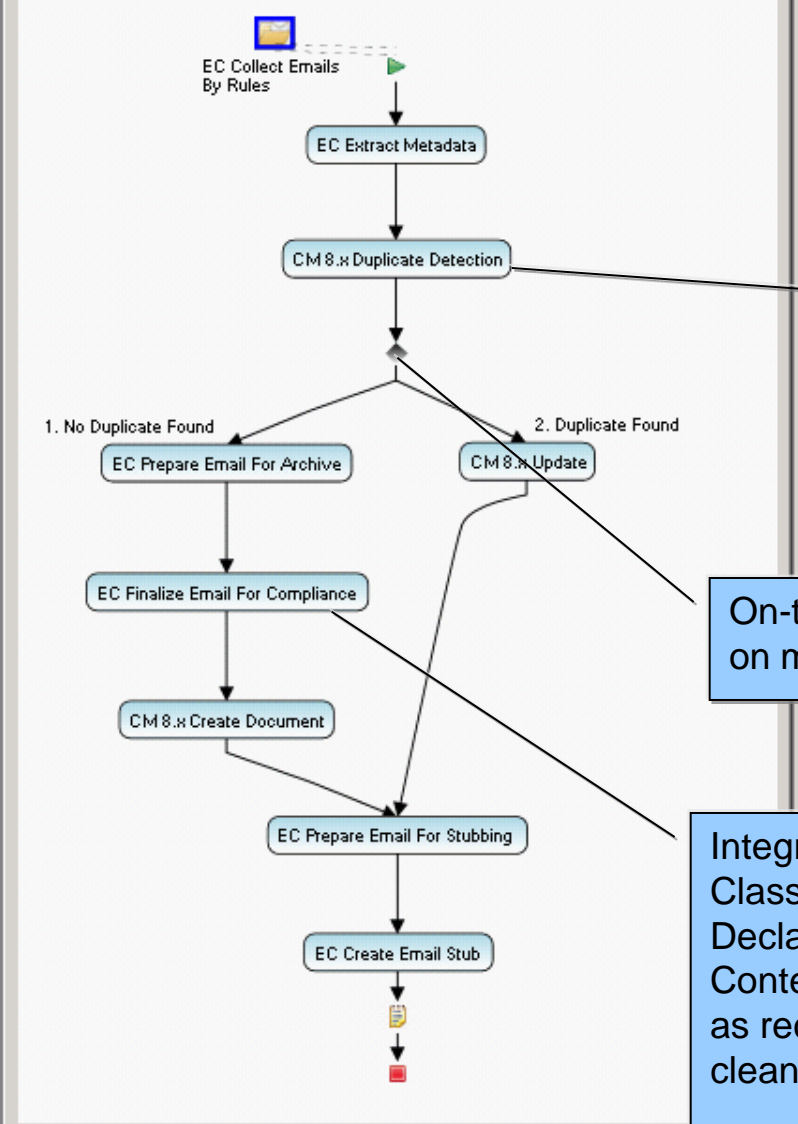 EC Collect Emails
By Rules
EC Extract Metadata
CM 8.x Duplicate Detection
1. No Duplicate Found
2. Duplicate Found
EC Prepare Email For Archive
CM 8.x Update
EC Finalize Email For Compliance
On-t
on m
CM 8.x Create Document
EC Prepare Email For Stubbing
Integr
Class
Decla
Conte
as rec
clean
EC Create Email Stub